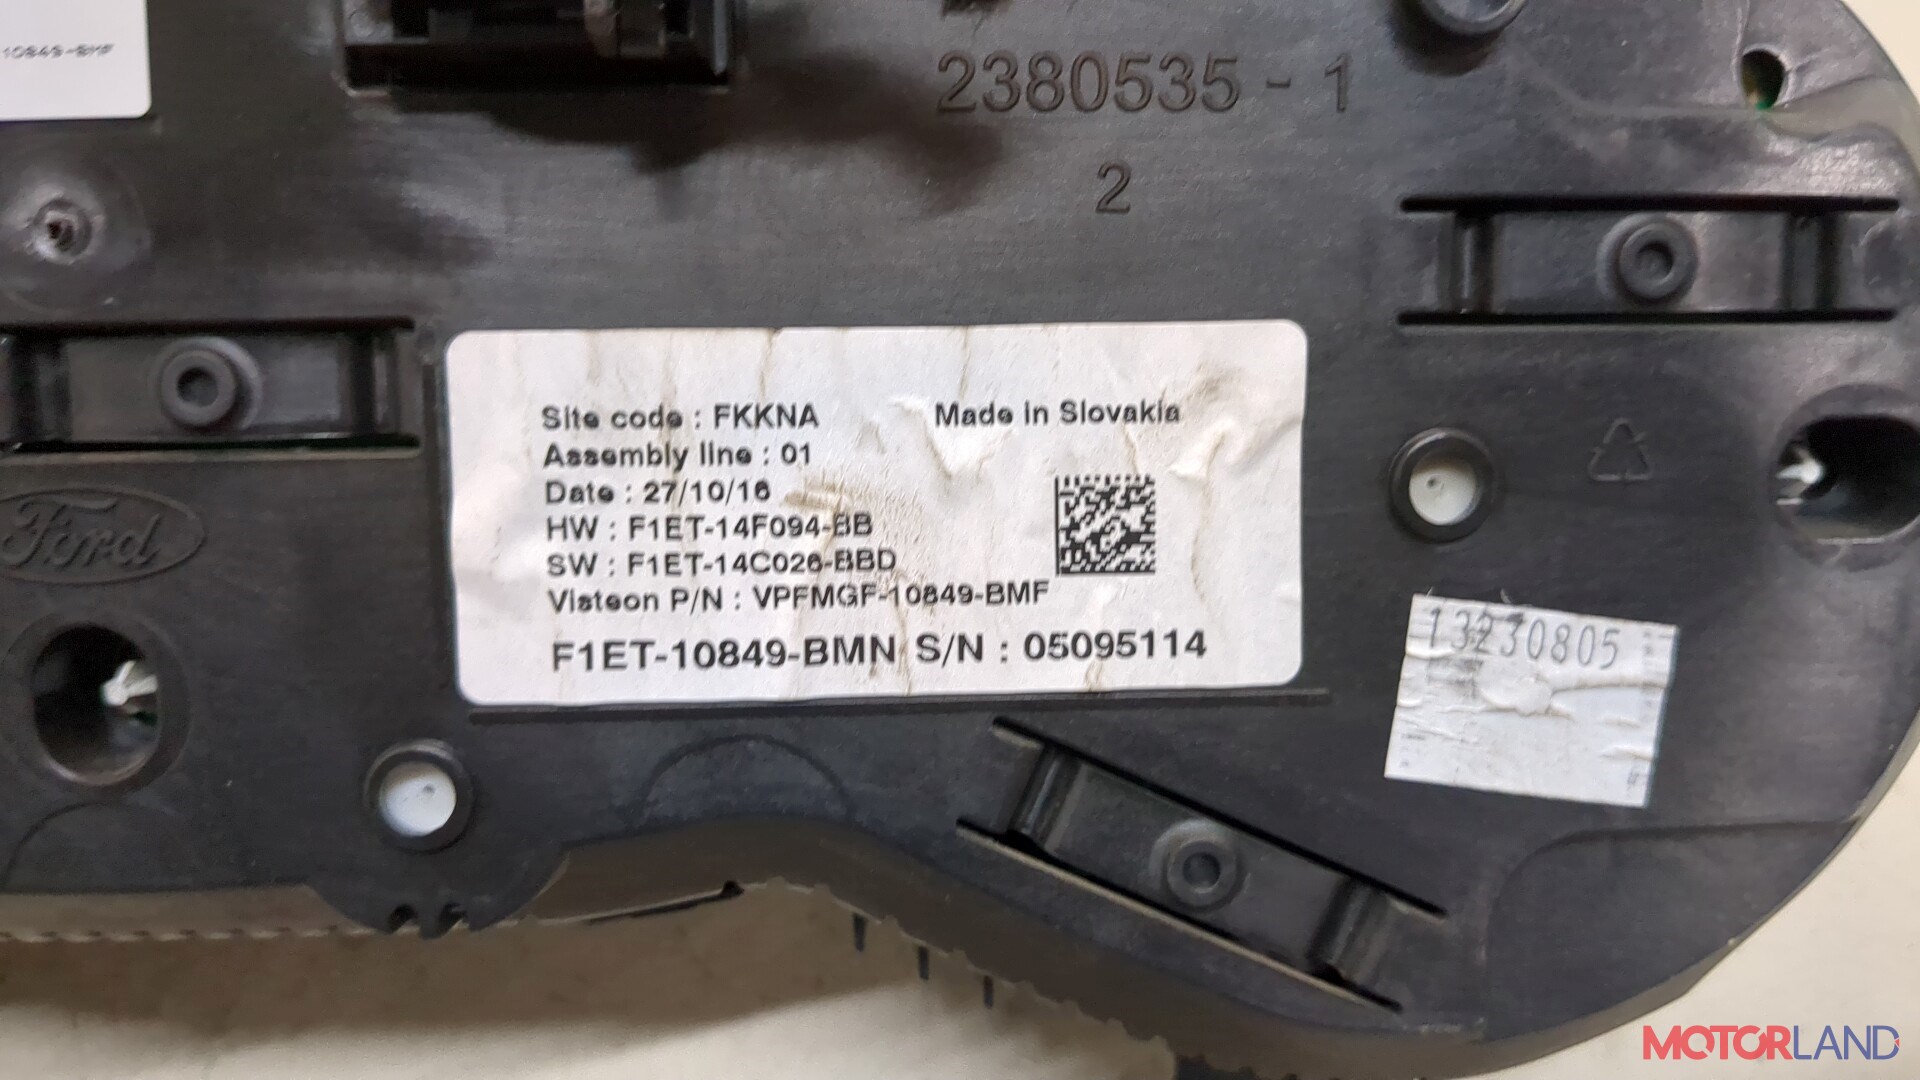 10849-BMF
2380535-1
2
Site code : FKKNA
Made in Slovakia
Assembly line : 01
Date : 27/10/16
HW : F1ET-14F094-BB
SW : F1ET-14C026-BBD
Visteon P/N : VPFMGF-10849-BMF
F1ET-10849-BMN S/N : 05095114
Ford
13230805
MOTORLAND